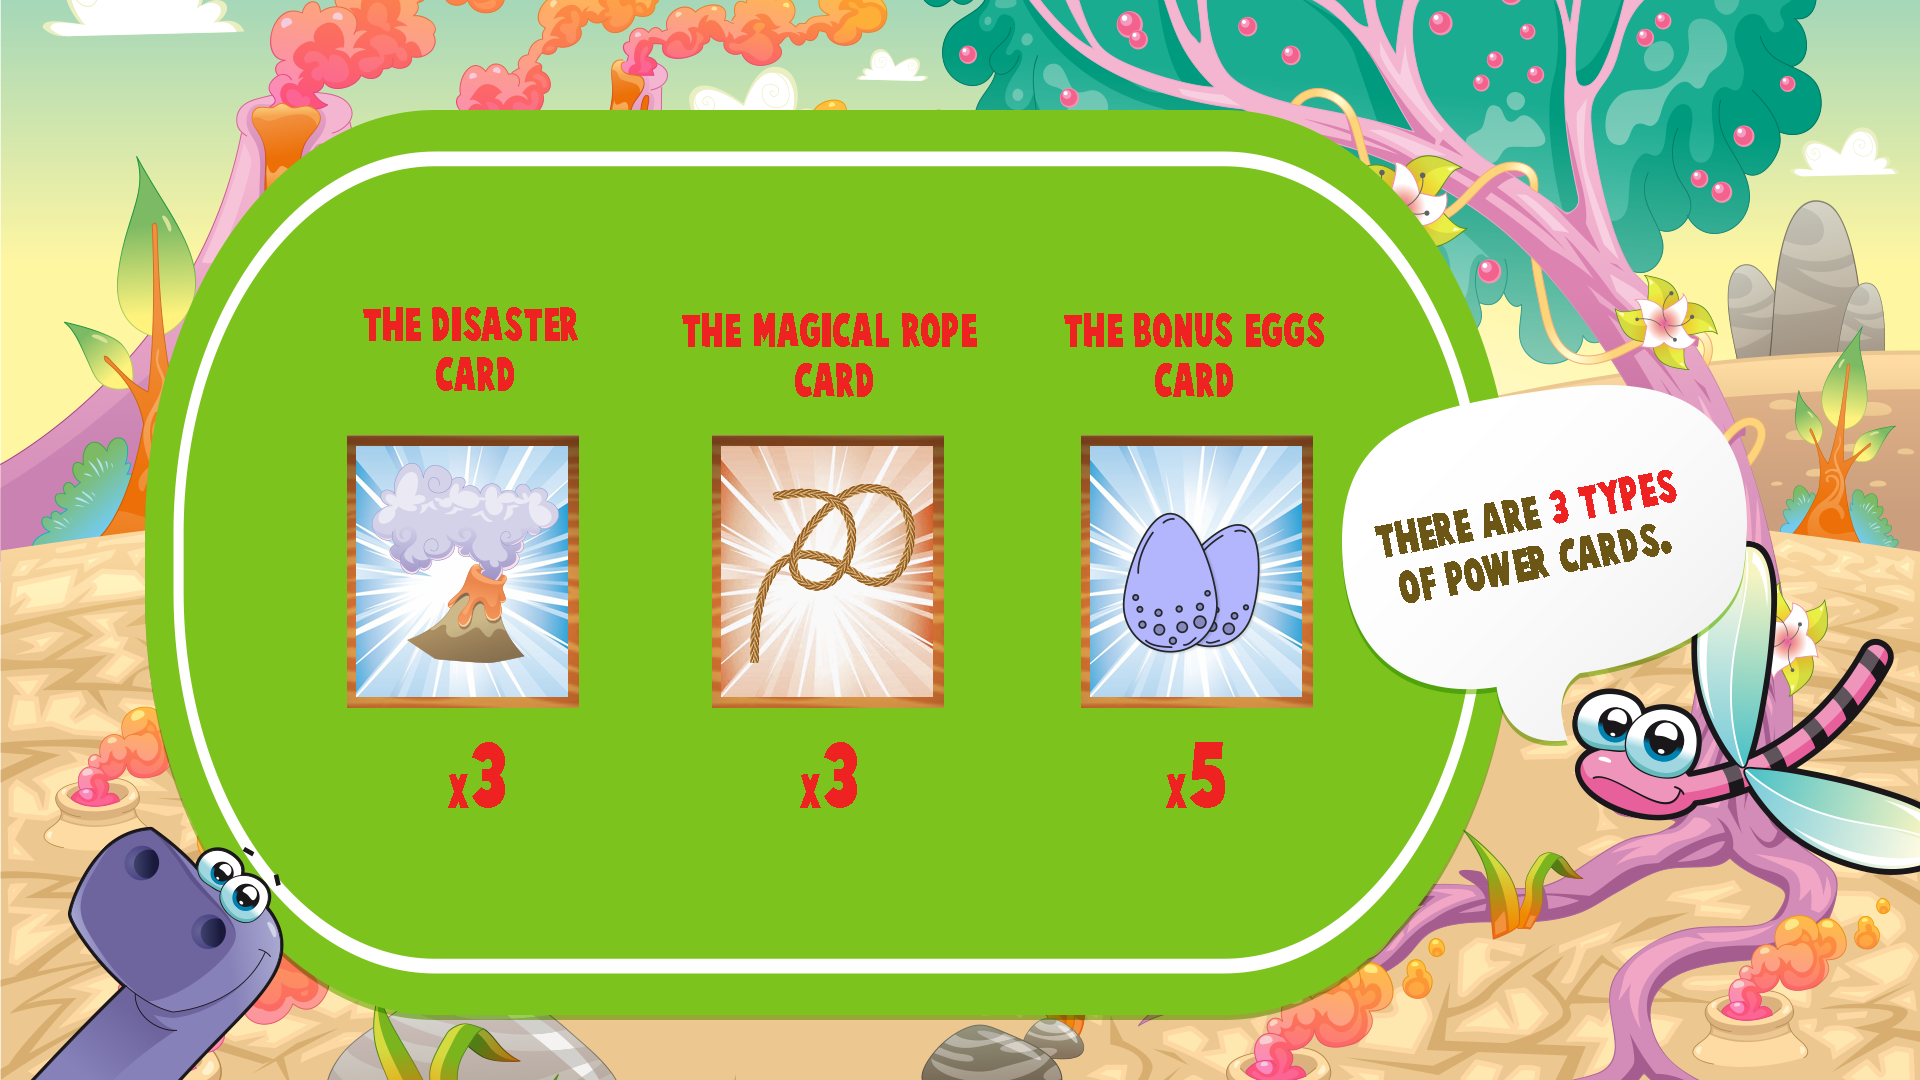 THE DISASTER
CARD
THE MAGICAL ROPE
CARD
THE BONUS EGGS
CARD
THERE ARE 3 TYPES
OF POWER CARDS.
x3
x3
x5